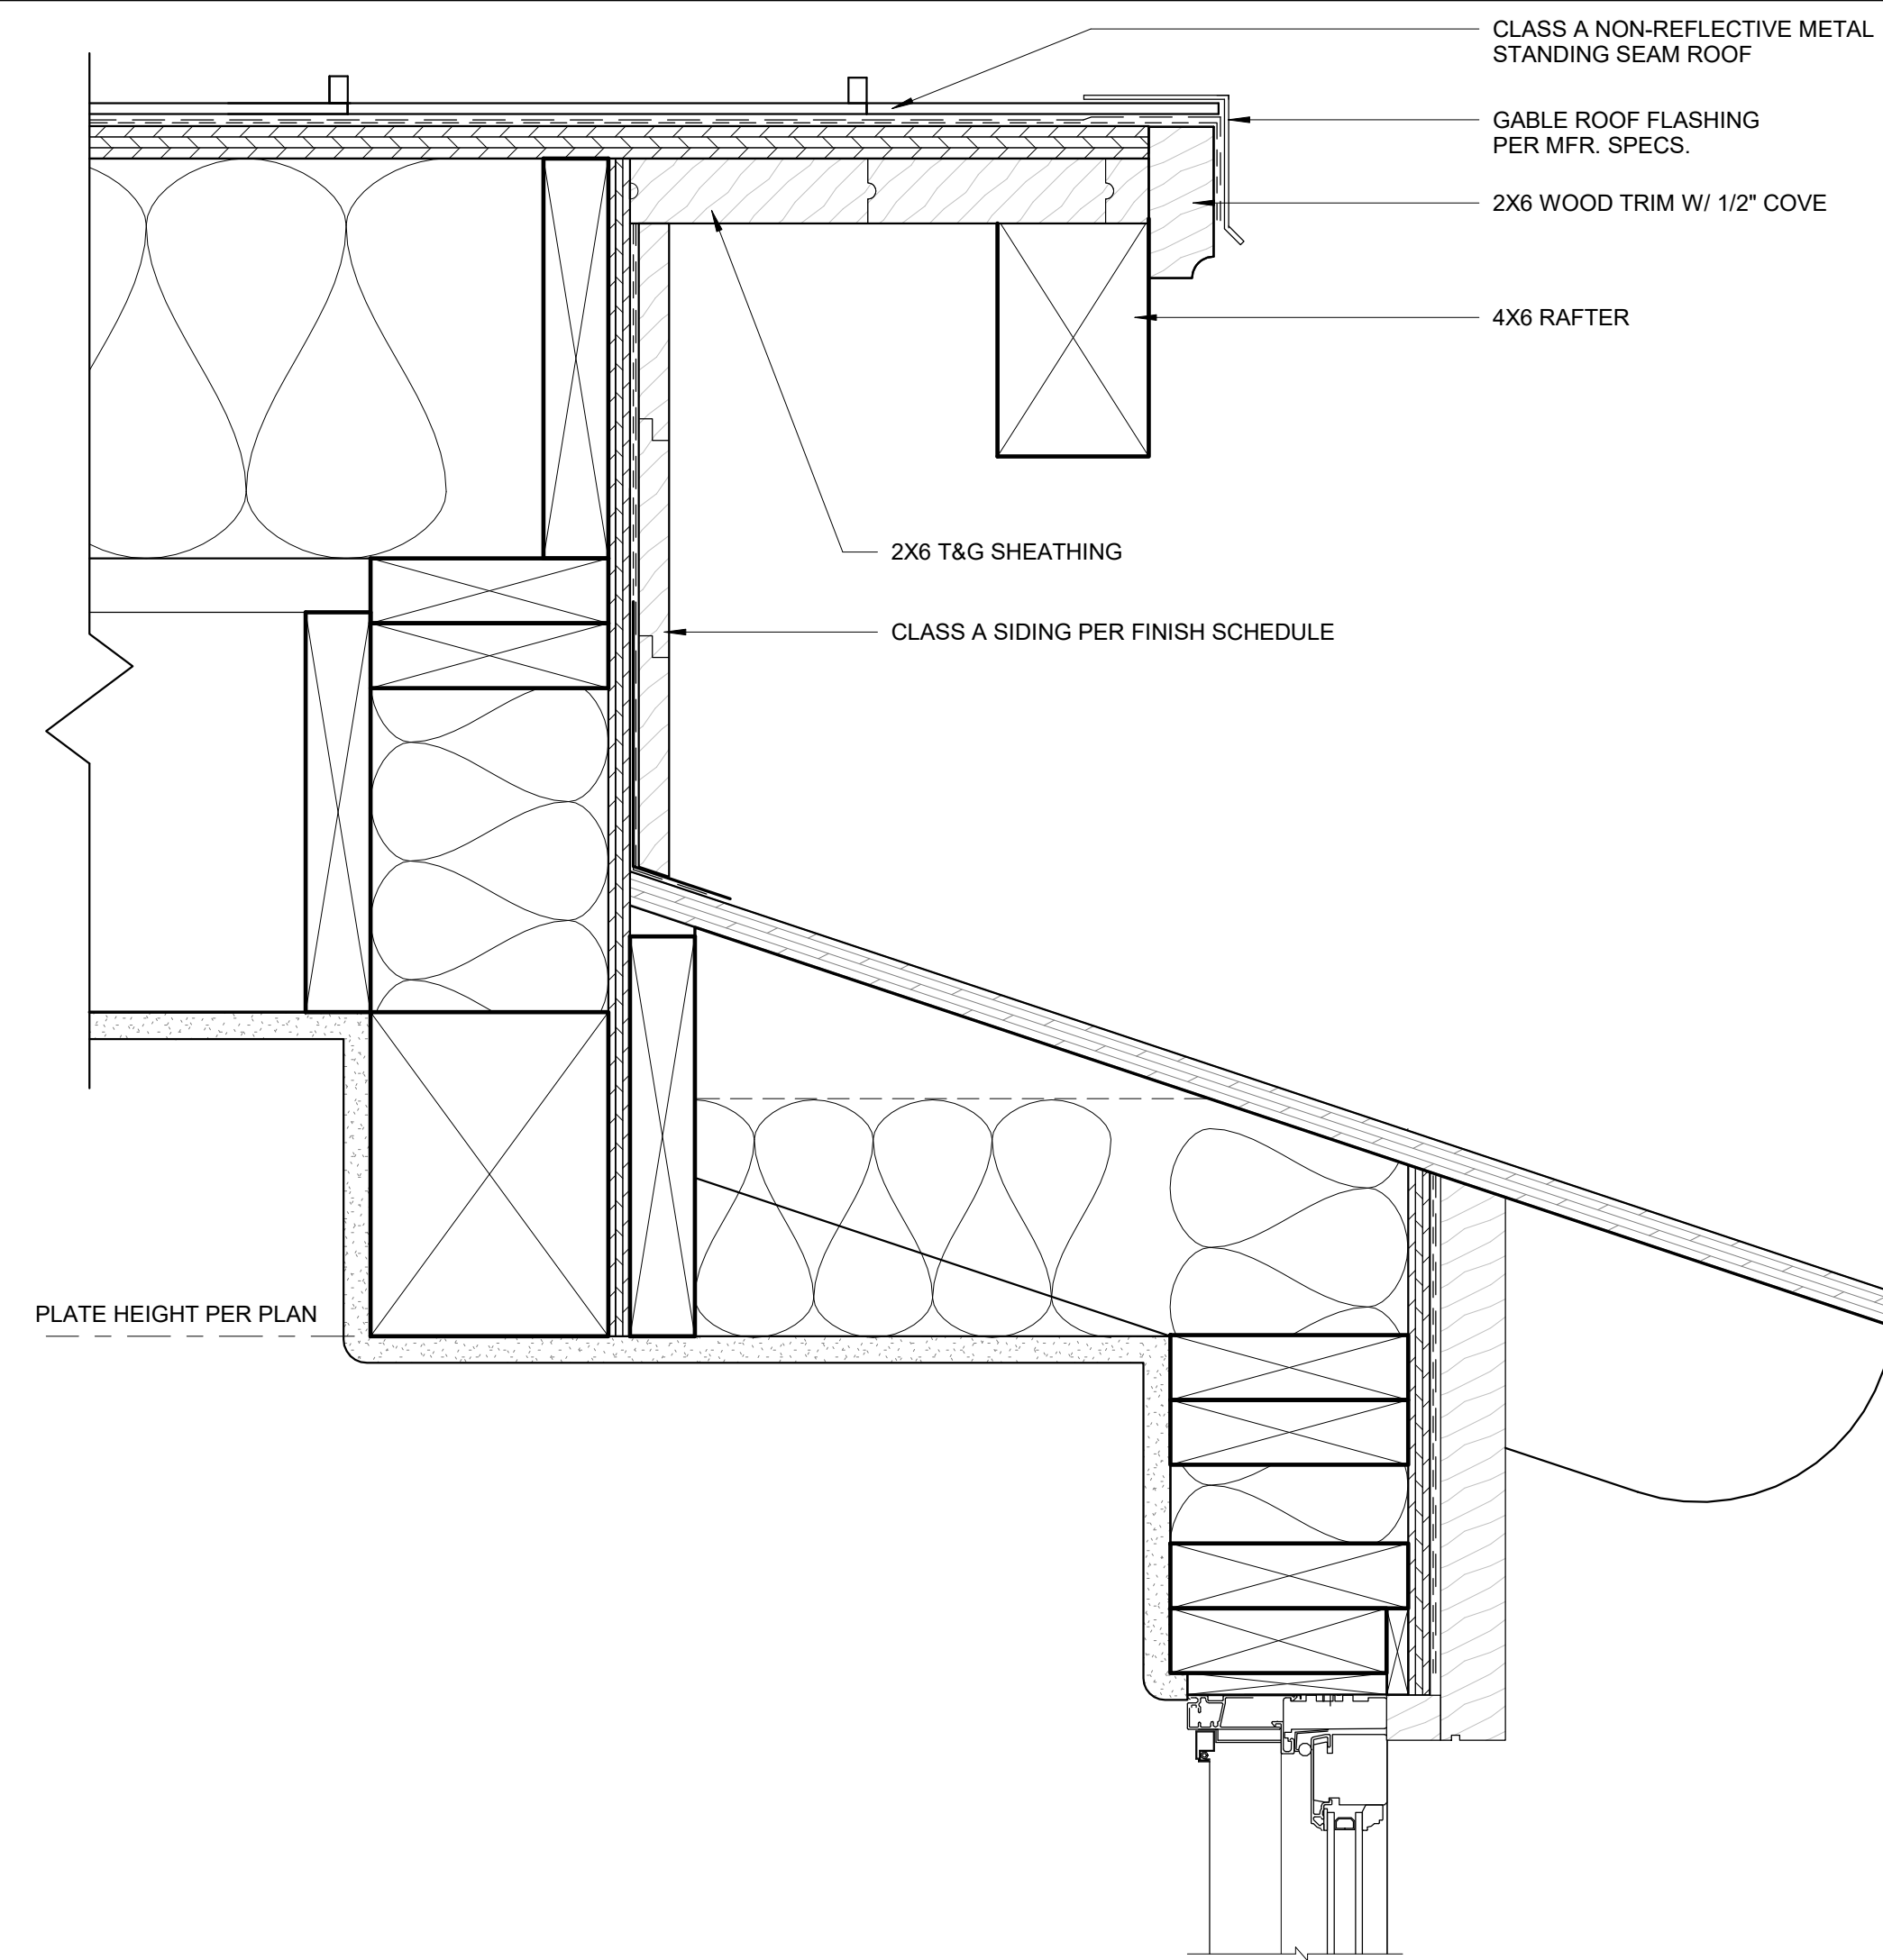 CLASS A NON-REFLECTIVE METAL
STANDING SEAM ROOF
GABLE ROOF FLASHING
PER MFR. SPECS.
2X6 WOOD TRIM W/ 1/2" COVE
4X6 RAFTER
2X6 T&G SHEATHING
CLASS A SIDING PER FINISH SCHEDULE
PLATE HEIGHT PER PLAN